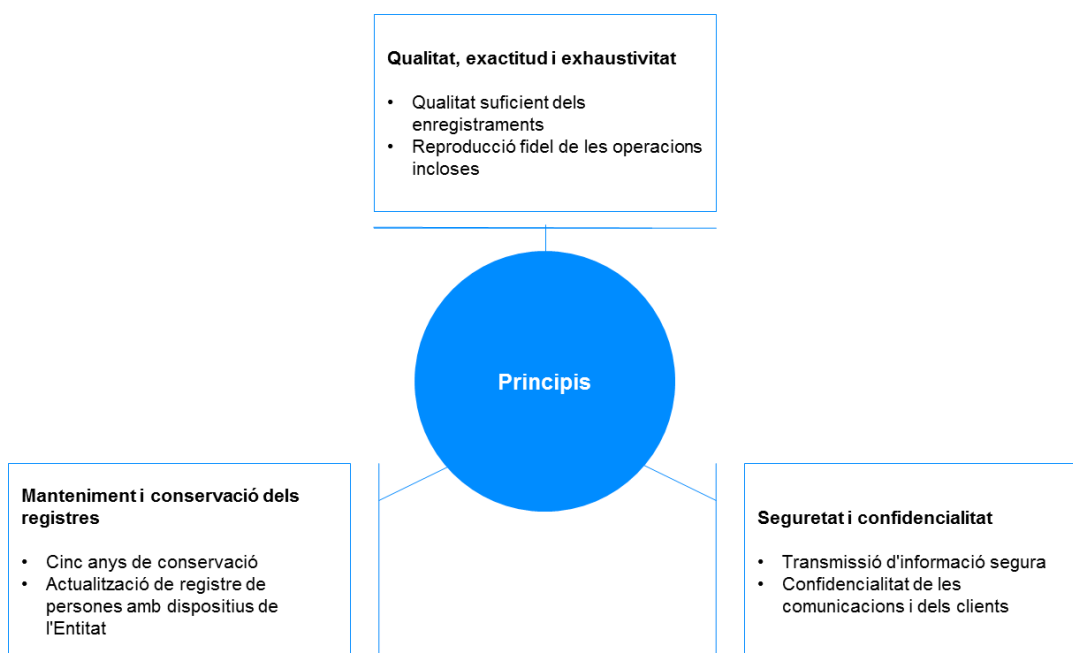 Qualitat, exactitud i exhaustivitat
• Qualitat suficient dels
enregistraments
• Reproducció fidel de les operacions
incloses
Principis
Manteniment i conservació dels
registres
• Cinc anys de conservació
• Actualització de registre de
persones amb dispositius de
l'Entitat
Seguretat i confidencialitat
• Transmissió d'informació segura
• Confidencialitat de les
comunicacions i dels clients